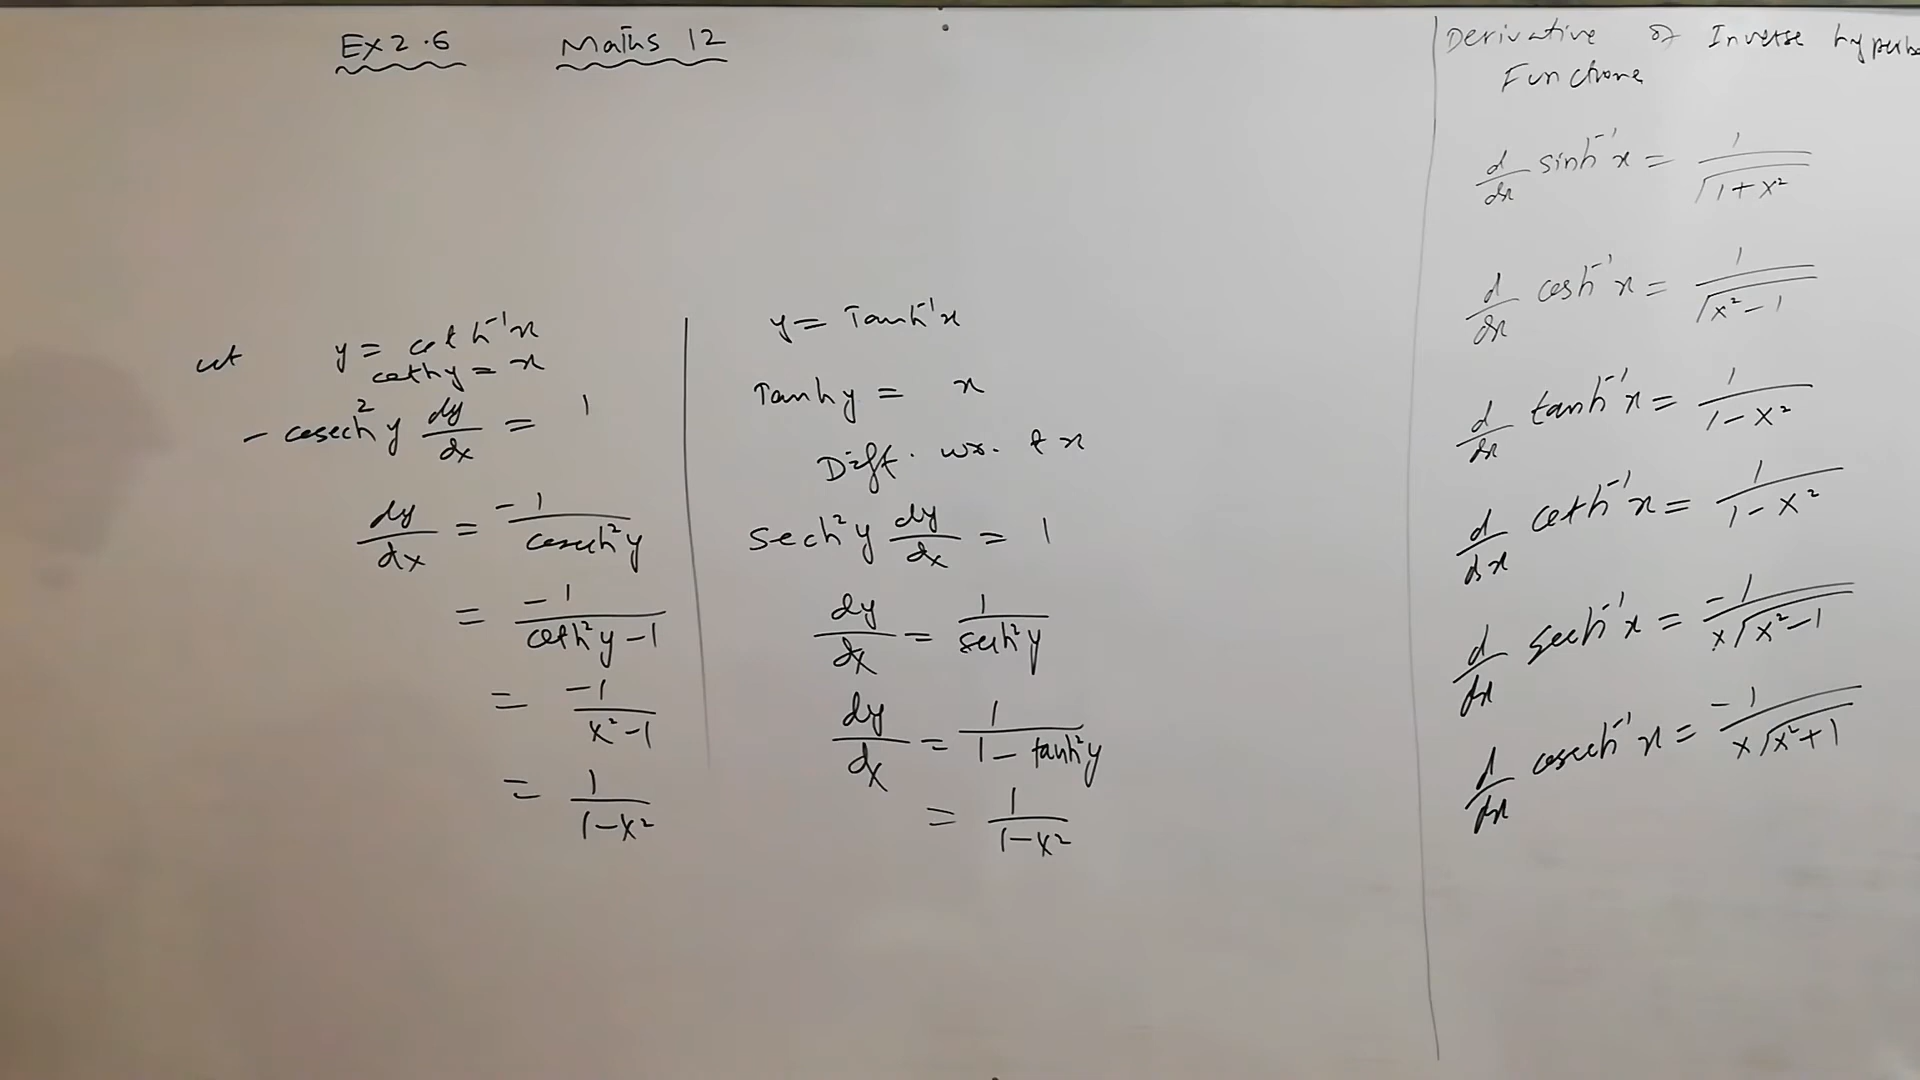 Ex 2.6 Maths 12
let y = coth⁻¹x
cothy = x
- cosech²y dy/dx = 1
dy/dx = -1/cosech²y
= -1/coth²y-1
= -1/x²-1
= 1/1-x²
y = Tanh⁻¹x
Tanhy = x
Diff. wr. t x
Sech²y dy/dx = 1
dy/dx = 1/sech²y
dy/dx = 1/1-tanh²y
= 1/1-x²
Derivative of Inverse hyperb
Functions
d/dx sinh⁻¹x = 1/√1+x²
d/dx cosh⁻¹x = 1/√x²-1
d/dx tanh⁻¹x = 1/1-x²
d/dx coth⁻¹x = 1/1-x²
d/dx sech⁻¹x = -1/x√x²-1
d/dx cosech⁻¹x = -1/x√x²+1